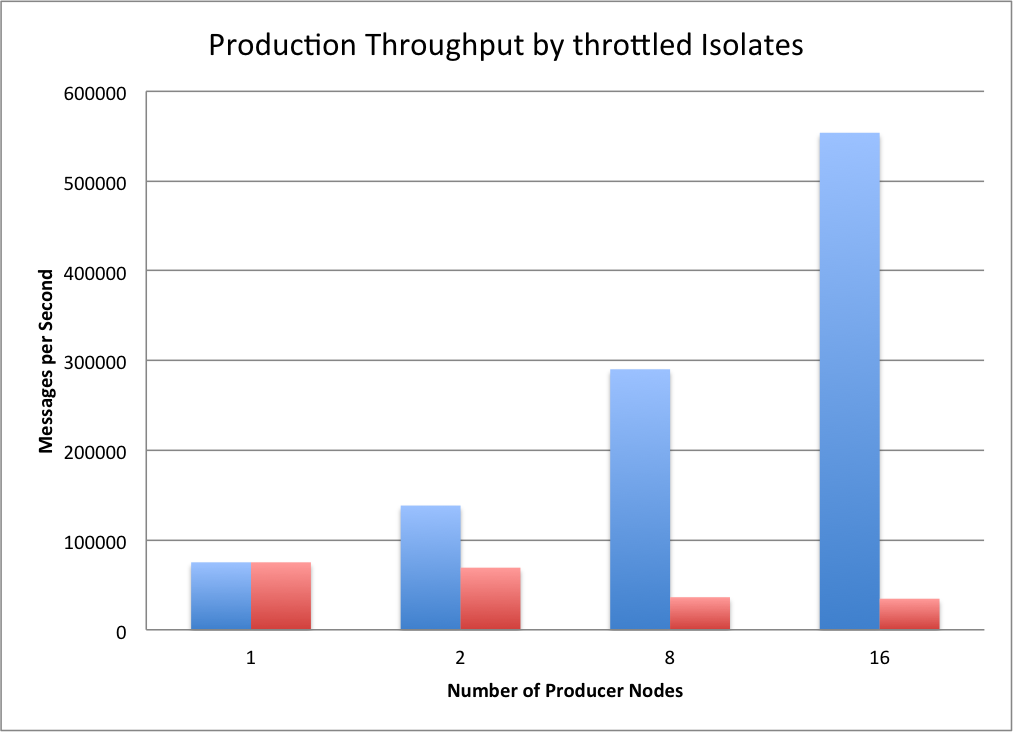 Production Throughput by throttled Isolates
600000
500000
400000
300000
200000
100000
0
Messages per Second
1 2 8 16
Number of Producer Nodes